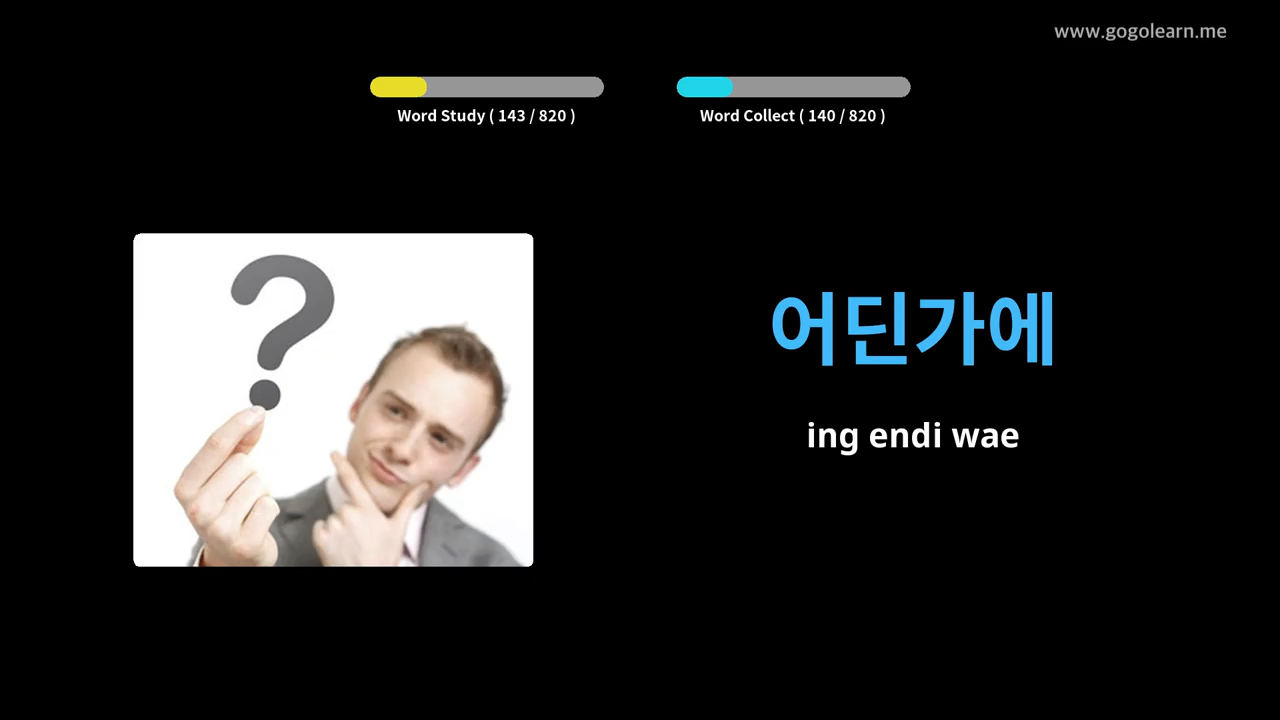 www.gogolearn.me
Word Study ( 143 / 820 )
Word Collect ( 140 / 820 )
?
어딘가에
ing endi wae